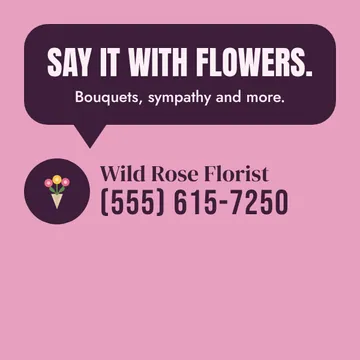 SAY IT WITH FLOWERS.
Bouquets, sympathy and more.
Wild Rose Florist
(555) 615-7250